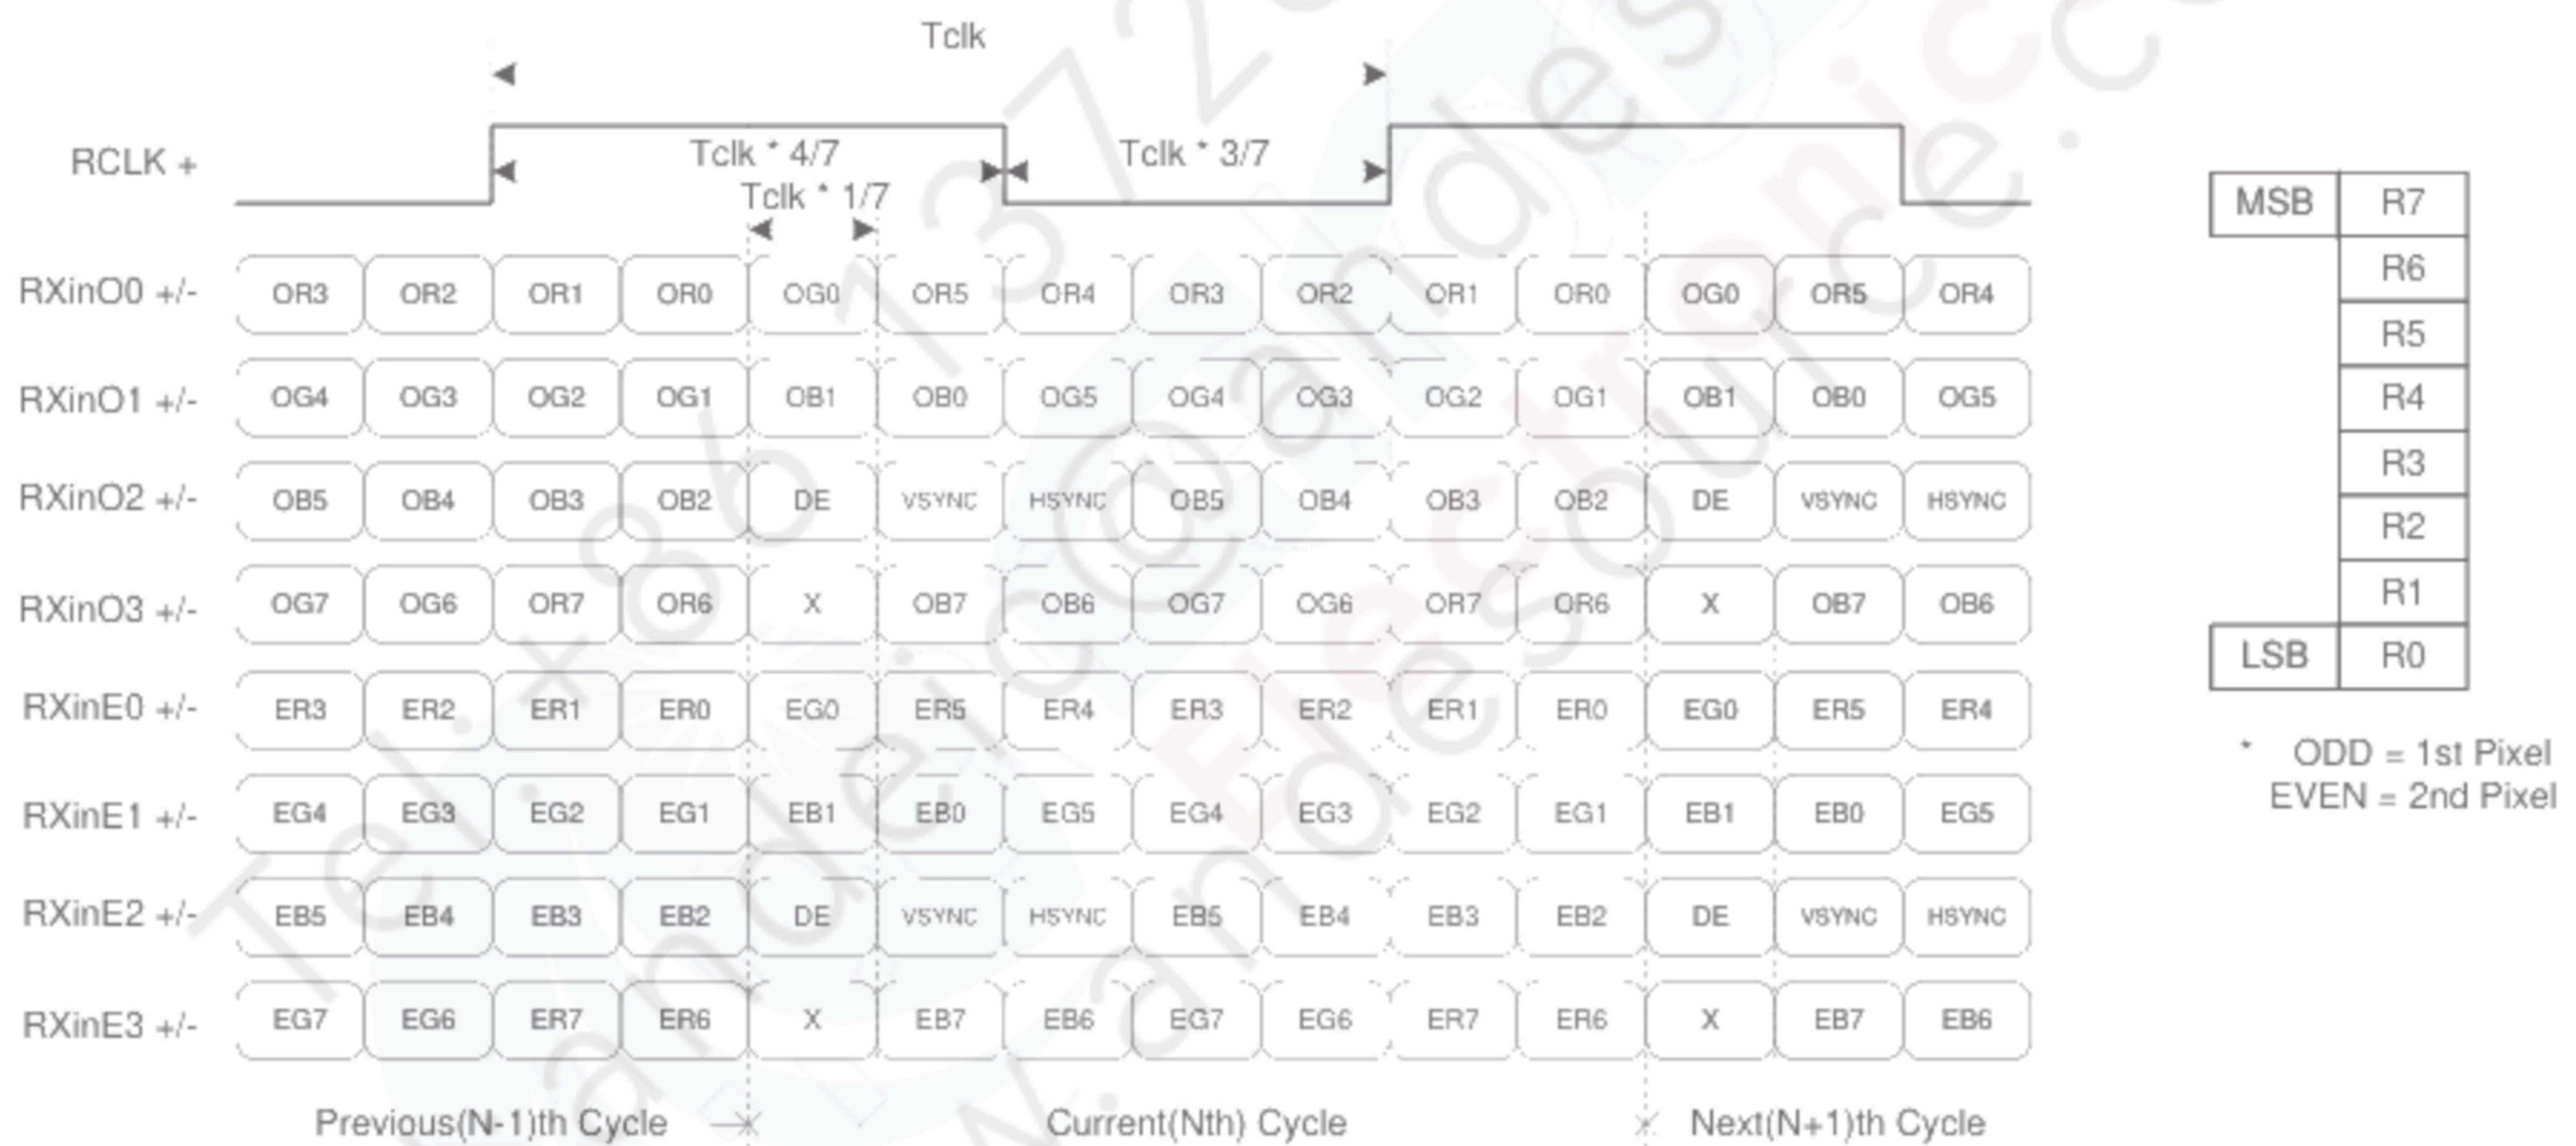 Tclk
RCLK +
Tclk * 4/7
Tclk * 3/7
Tclk * 1/7
RXinO0 +/- OR3 OR2 OR1 OR0 OG0 OR5 OR4 OR3 OR2 OR1 OR0 OG0 OR5 OR4
RXinO1 +/- OG4 OG3 OG2 OG1 OB1 OB0 OG5 OG4 OG3 OG2 OG1 OB1 OB0 OG5
RXinO2 +/- OB5 OB4 OB3 OB2 DE VSYNC HSYNC OB5 OB4 OB3 OB2 DE VSYNC HSYNC
RXinO3 +/- OG7 OG6 OR7 OR6 X OB7 OB6 OG7 OG6 OR7 OR6 X OB7 OB6
RXinE0 +/- ER3 ER2 ER1 ER0 EG0 ER5 ER4 ER3 ER2 ER1 ER0 EG0 ER5 ER4
RXinE1 +/- EG4 EG3 EG2 EG1 EB1 EB0 EG5 EG4 EG3 EG2 EG1 EB1 EB0 EG5
RXinE2 +/- EB5 EB4 EB3 EB2 DE VSYNC HSYNC EB5 EB4 EB3 EB2 DE VSYNC HSYNC
RXinE3 +/- EG7 EG6 ER7 ER6 X EB7 EB6 EG7 EG6 ER7 ER6 X EB7 EB6
Previous(N-1)th Cycle
Current(Nth) Cycle
Next(N+1)th Cycle
MSB R7
R6
R5
R4
R3
R2
R1
LSB R0
* ODD = 1st Pixel
EVEN = 2nd Pixel